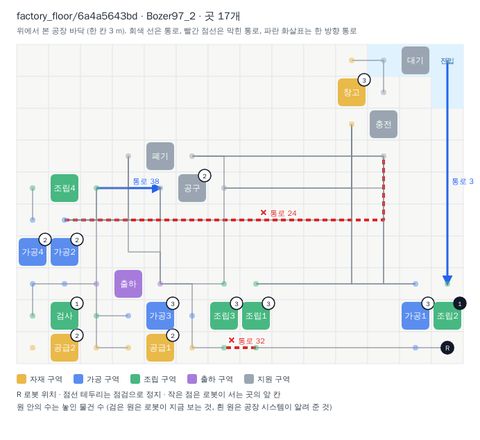 factory_floor/6a4a5643bd · Bozer97_2 · 곳 17개
위에서 본 공장 바닥 (한 칸 3 m). 회색 선은 통로, 빨간 점선은 막힌 통로, 파란 화살표는 한 방향 통로
대기
전립
창고 3
충전
폐기
공구 2
통로 3
조립4
통로 38
✕ 통로 24
가공4 2
가공2 2
출하
검사 1
가공3 3
조립3 3
조립1 3
가공1 3
조립2 1
✕ 통로 32
공급2 2
공급1 2
R
자재 구역 가공 구역 조립 구역 출하 구역 지원 구역
R 로봇 위치 · 점선 테두리는 점검으로 정지 · 작은 점은 로봇이 서는 곳의 앞 칸
원 안의 수는 놓인 물건 수 (검은 원은 로봇이 지금 보는 것, 흰 원은 공장 시스템이 알려 준 것)